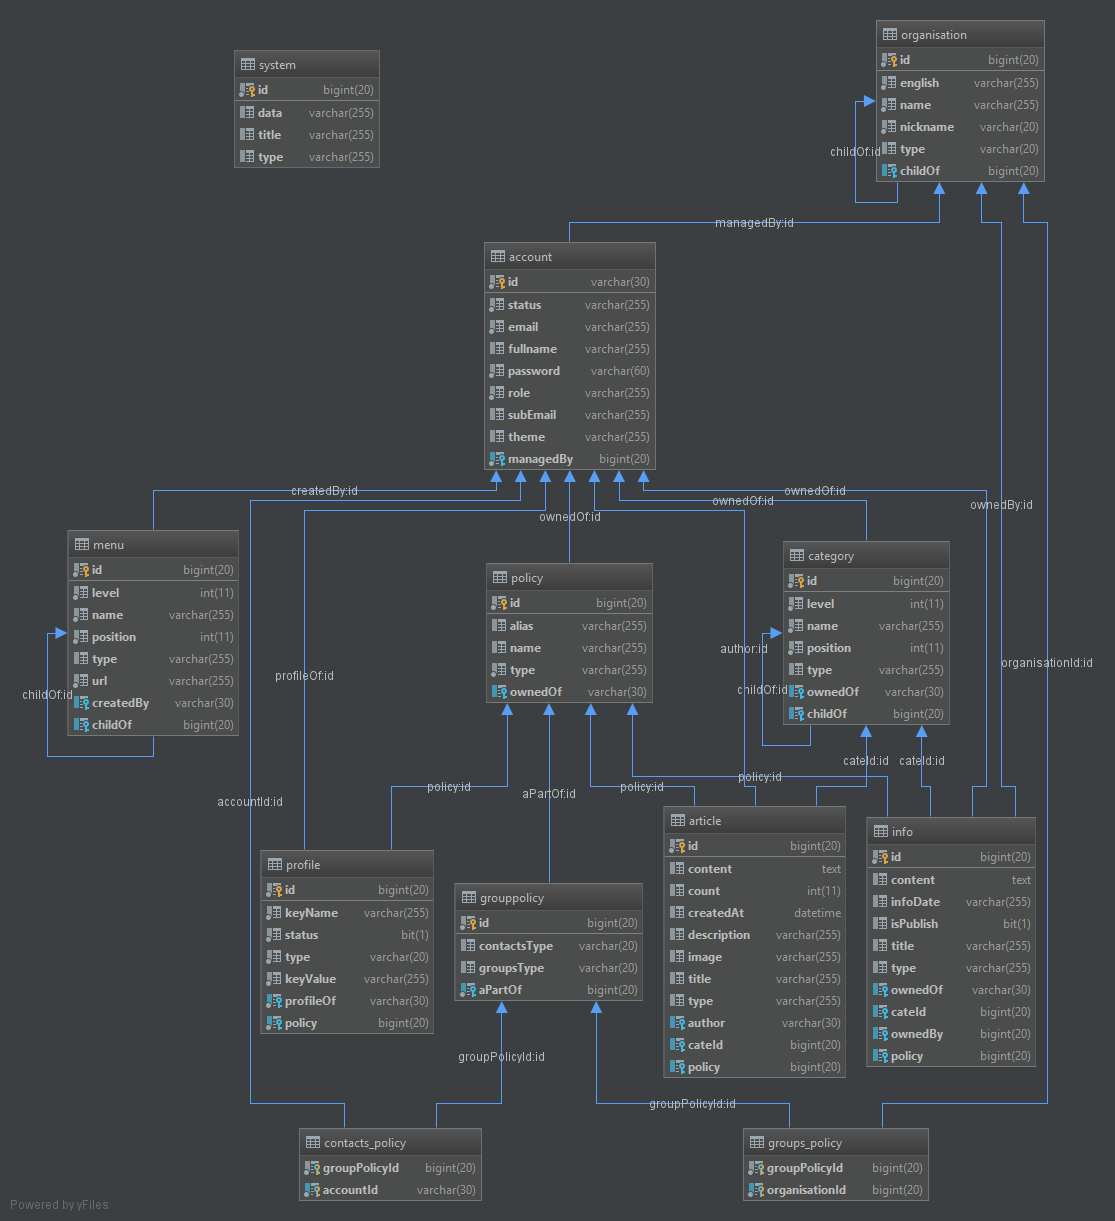 organisation
id bigint(20)
english varchar(255)
name varchar(255)
nickname varchar(20)
type varchar(20)
childOf bigint(20)
childOf:id
system
id bigint(20)
data varchar(255)
title varchar(255)
type varchar(255)
managedBy:id
account
id varchar(30)
status varchar(255)
email varchar(255)
fullname varchar(255)
password varchar(60)
role varchar(255)
subEmail varchar(255)
theme varchar(255)
managedBy bigint(20)
createdBy:id
ownedOf:id
ownedOf:id
ownedOf:id
ownedBy:id
menu
id bigint(20)
level int(11)
name varchar(255)
position int(11)
type varchar(255)
url varchar(255)
createdBy varchar(30)
childOf bigint(20)
childOf:id
policy
id bigint(20)
alias varchar(255)
name varchar(255)
type varchar(255)
ownedOf varchar(30)
category
id bigint(20)
level int(11)
name varchar(255)
position int(11)
type varchar(255)
ownedOf varchar(30)
childOf bigint(20)
author:id
childOf:id
organisationId:id
profileOf:id
cateId:id
cateId:id
policy:id
policy:id
policy:id
aPartOf:id
accountId:id
profile
id bigint(20)
keyName varchar(255)
status bit(1)
type varchar(20)
keyValue varchar(255)
profileOf varchar(30)
policy bigint(20)
grouppolicy
id bigint(20)
contactsType varchar(20)
groupsType varchar(20)
aPartOf bigint(20)
article
id bigint(20)
content text
count int(11)
createdAt datetime
description varchar(255)
image varchar(255)
title varchar(255)
type varchar(255)
author varchar(30)
cateId bigint(20)
policy bigint(20)
info
id bigint(20)
content text
infoDate varchar(255)
isPublish bit(1)
title varchar(255)
type varchar(255)
ownedOf varchar(30)
cateId bigint(20)
ownedBy bigint(20)
policy bigint(20)
groupPolicyId:id
groupPolicyId:id
contacts_policy
groupPolicyId bigint(20)
accountId varchar(30)
groups_policy
groupPolicyId bigint(20)
organisationId bigint(20)
Powered by yFiles